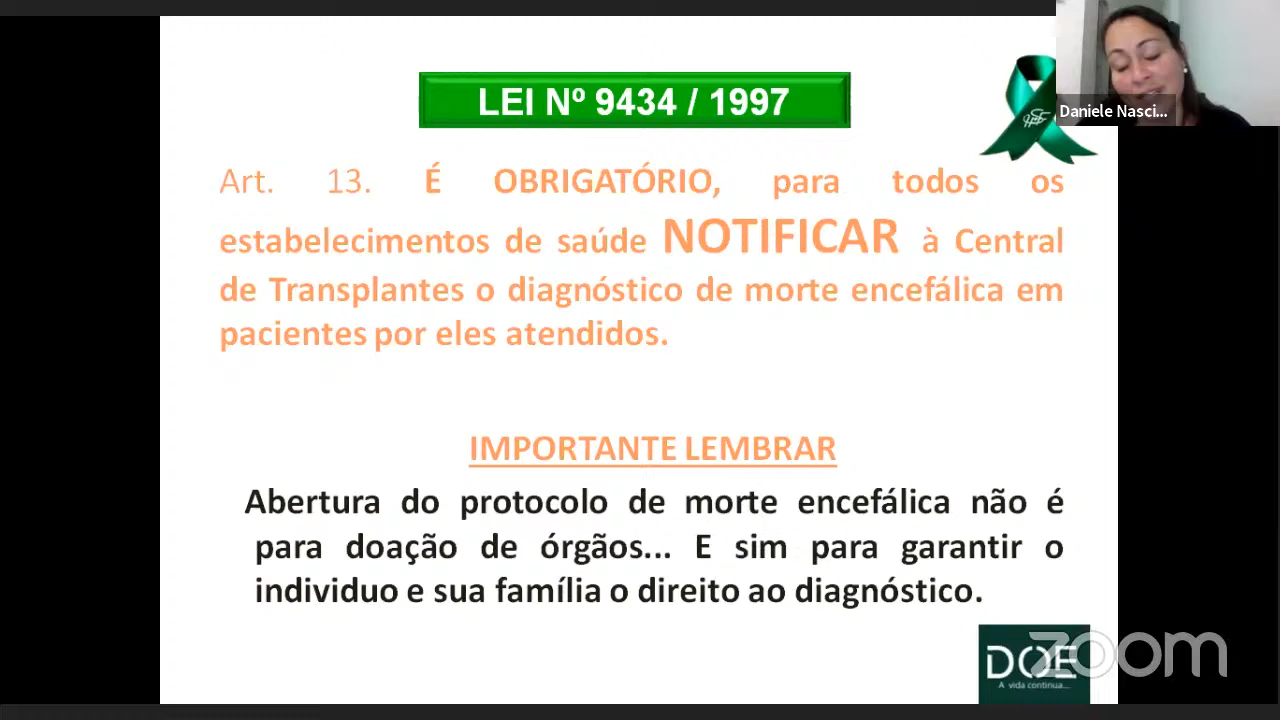 LEI Nº 9434 / 1997
Daniele Nasci...
Art. 13. É OBRIGATÓRIO, para todos os
estabelecimentos de saúde NOTIFICAR à Central
de Transplantes o diagnóstico de morte encefálica em
pacientes por eles atendidos.
IMPORTANTE LEMBRAR
Abertura do protocolo de morte encefálica não é
para doação de órgãos... E sim para garantir o
individuo e sua família o direito ao diagnóstico.
DOE
A vida continua...
zoom